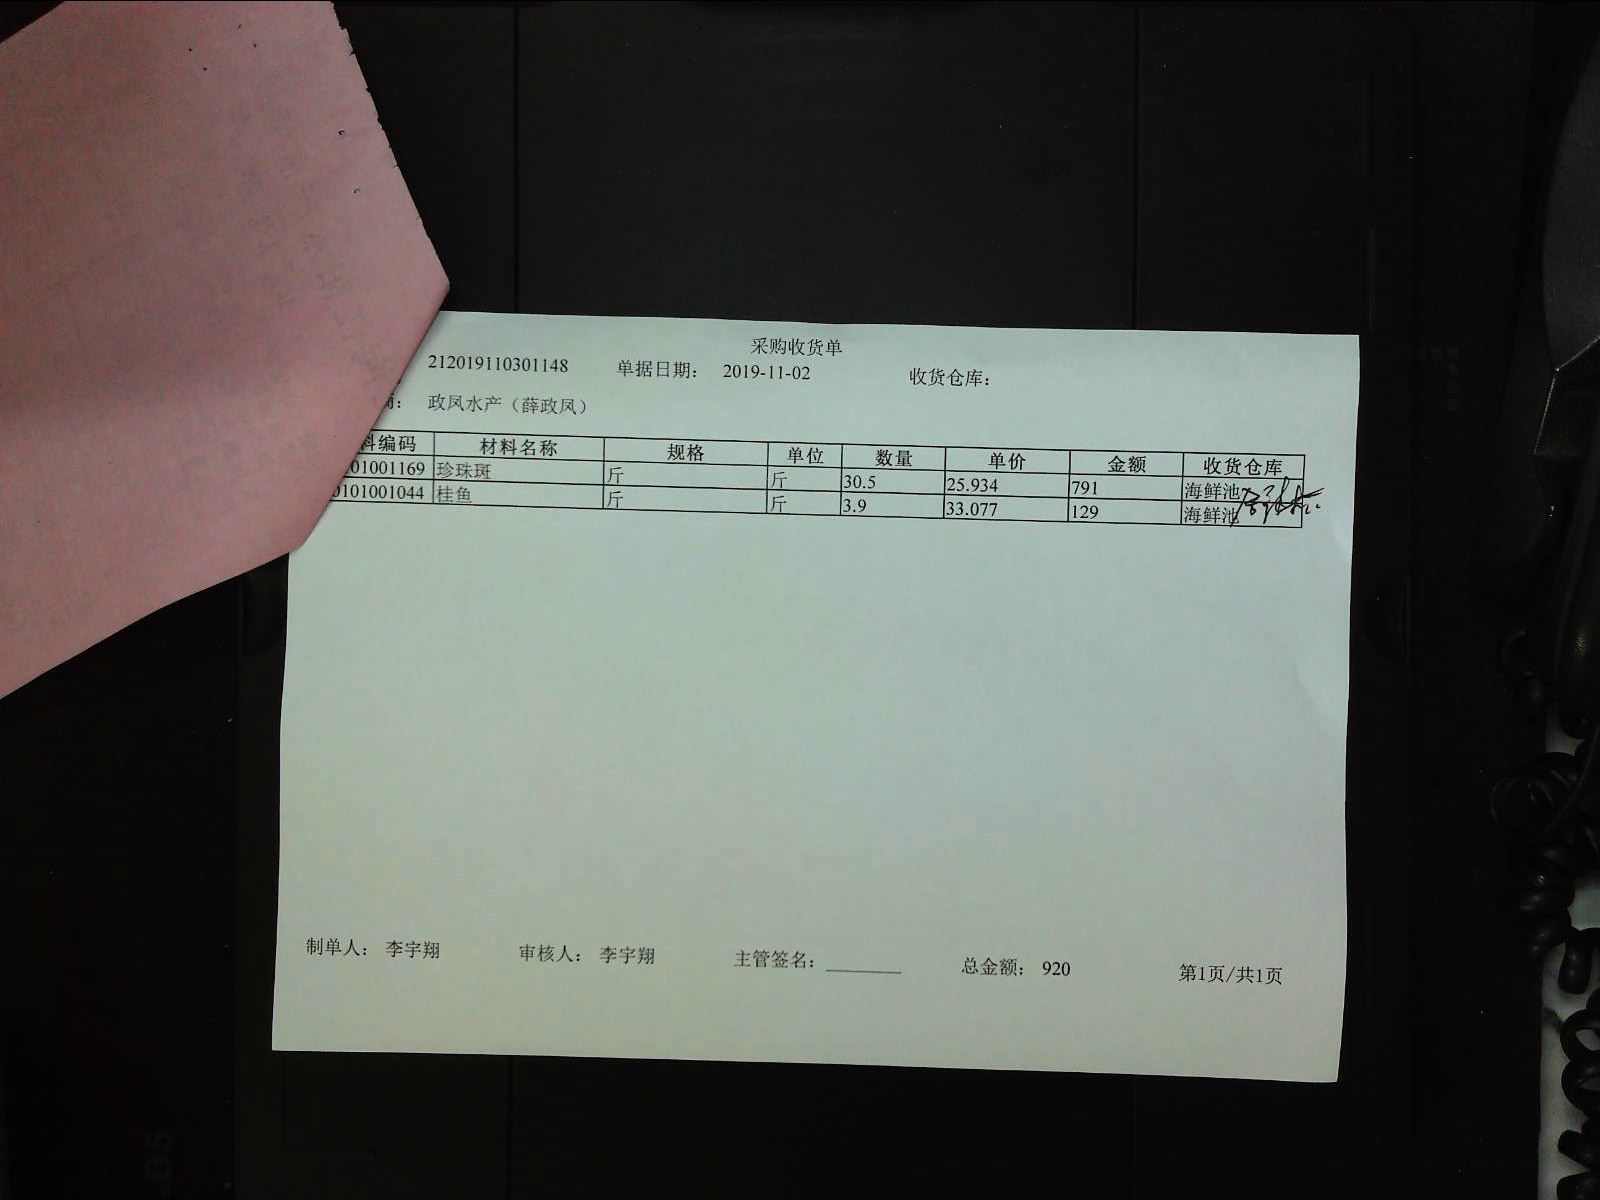 采购收货单
212019110301148 单据日期: 2019-11-02 收货仓库:
商: 政凤水产（薛政凤）
料编码 材料名称 规格 单位 数量 单价 金额 收货仓库
01001169 珍珠斑 斤 斤 30.5 25.934 791 海鲜池
0101001044 桂鱼 斤 斤 3.9 33.077 129 海鲜池
制单人: 李宇翔 审核人: 李宇翔 主管签名: 总金额: 920 第1页/共1页